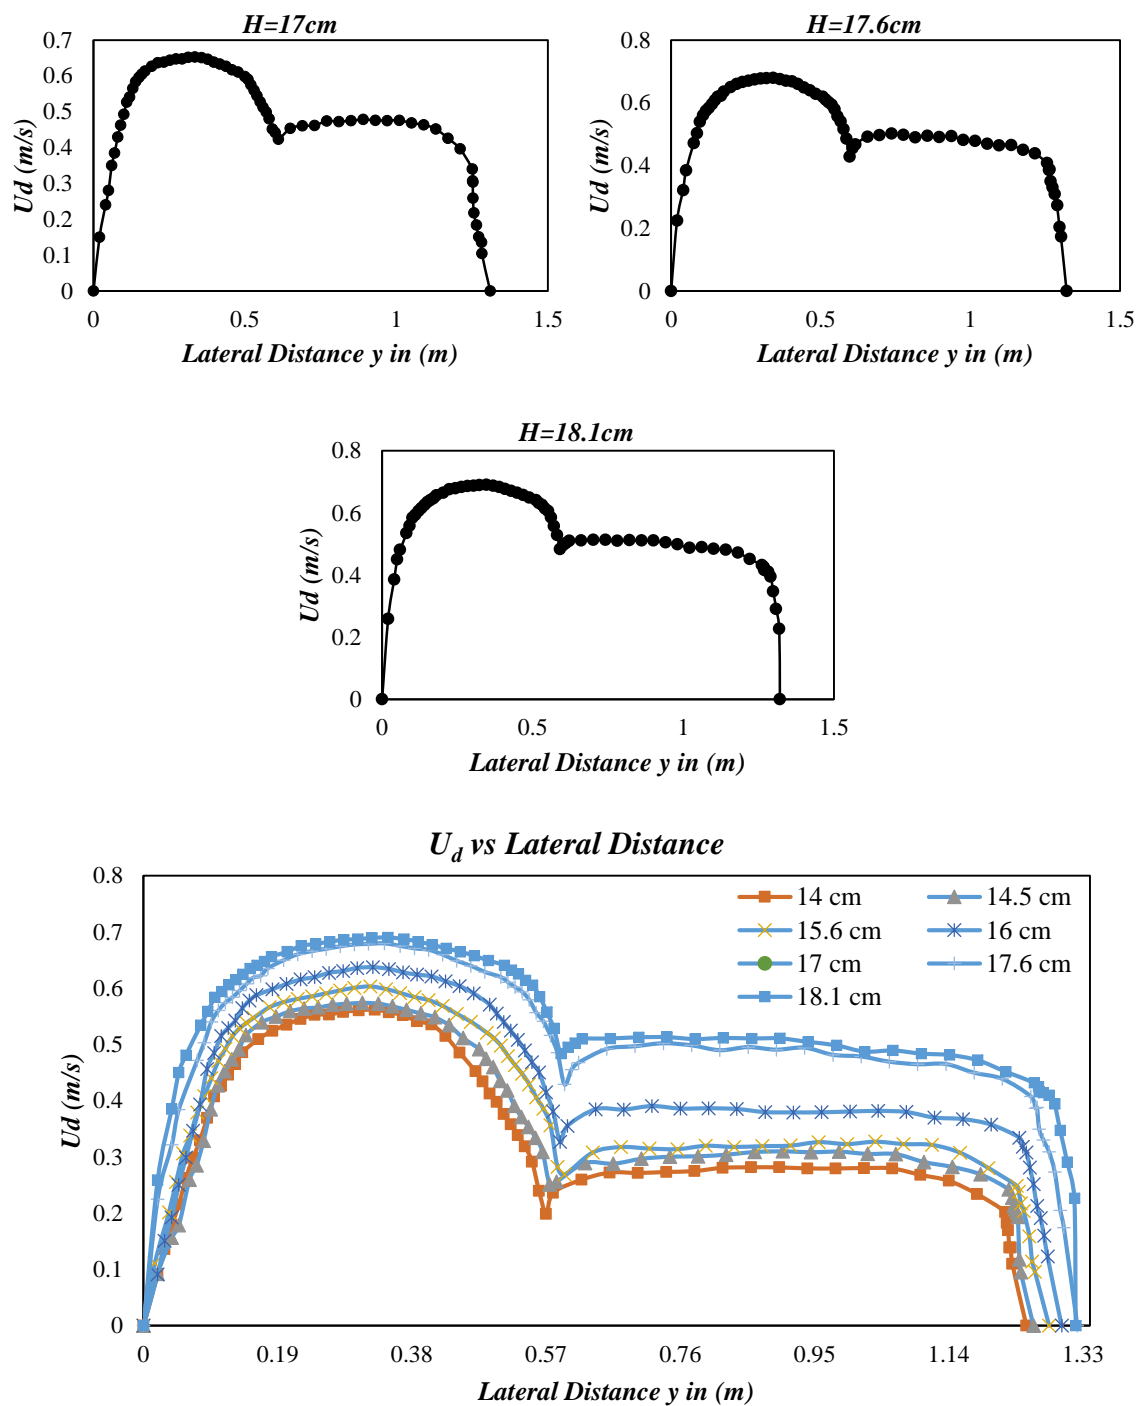 H=17cm
0.7
0.6
0.5
0.4
0.3
0.2
0.1
0
Ud (m/s)
0 0.5 1 1.5
Lateral Distance y in (m)
H=17.6cm
0.8
0.6
0.4
0.2
0
Ud (m/s)
0 0.5 1 1.5
Lateral Distance y in (m)
H=18.1cm
0.8
0.6
0.4
0.2
0
Ud (m/s)
0 0.5 1 1.5
Lateral Distance y in (m)
U_d vs Lateral Distance
0.8
0.7
0.6
0.5
0.4
0.3
0.2
0.1
0
Ud (m/s)
14 cm 14.5 cm
15.6 cm 16 cm
17 cm 17.6 cm
18.1 cm
0 0.19 0.38 0.57 0.76 0.95 1.14 1.33
Lateral Distance y in (m)